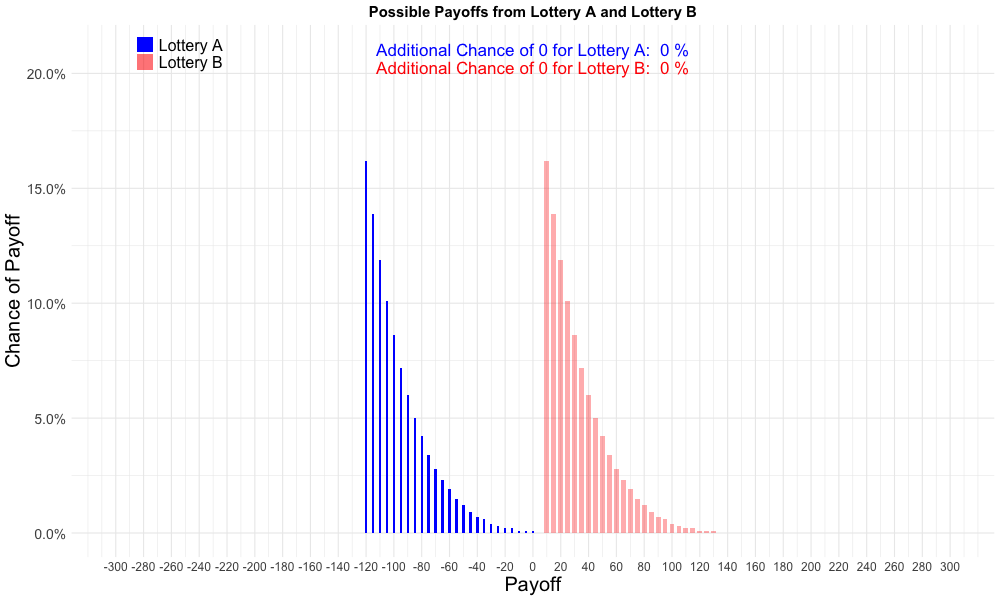 Possible Payoffs from Lottery A and Lottery B
Lottery A
Lottery B
Additional Chance of 0 for Lottery A:  0 %
Additional Chance of 0 for Lottery B:  0 %
Chance of Payoff
20.0%
15.0%
10.0%
5.0%
0.0%
-300 -280 -260 -240 -220 -200 -180 -160 -140 -120 -100 -80 -60 -40 -20 0 20 40 60 80 100 120 140 160 180 200 220 240 260 280 300
Payoff